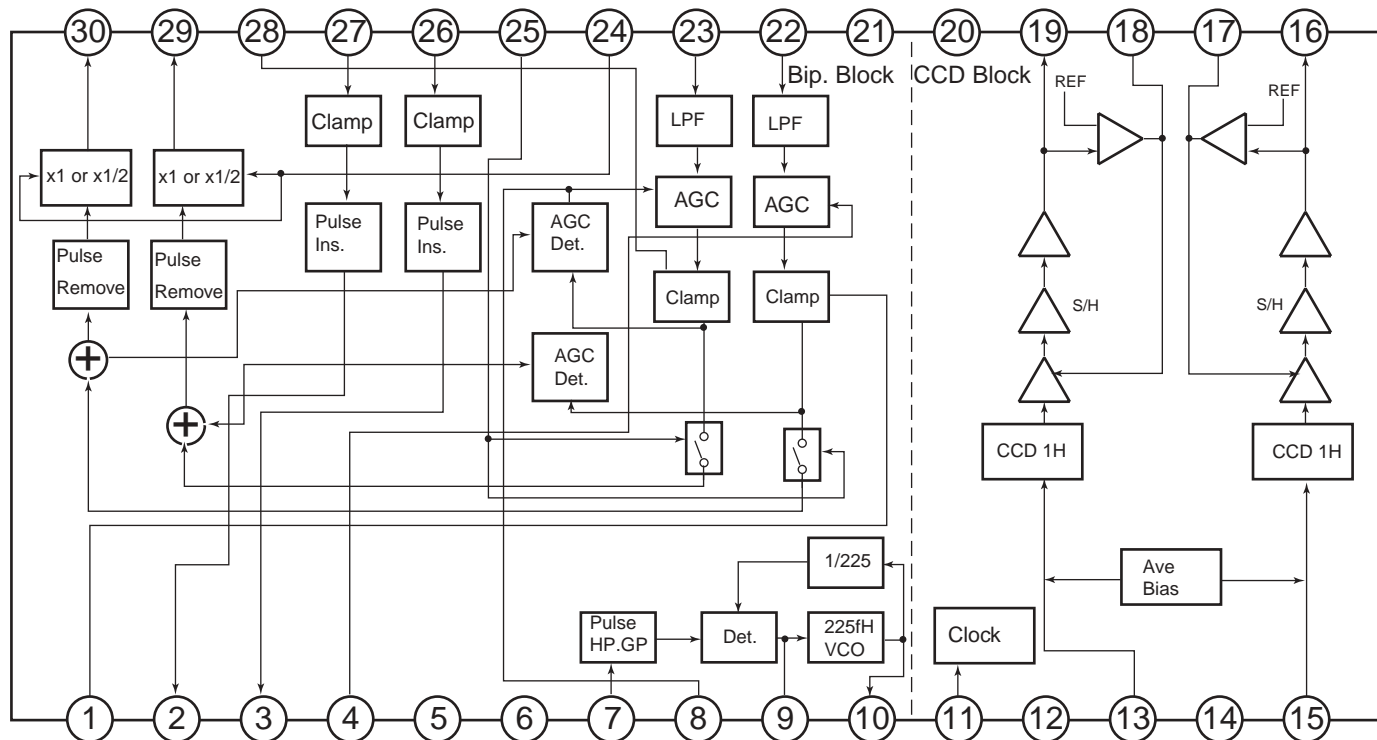 30 29 28 27 26 25 24 23 22 21 20 19 18 17 16
Bip. Block
CCD Block
REF
REF
Clamp
Clamp
LPF
LPF
x1 or x1/2
x1 or x1/2
Pulse
Ins.
Pulse
Ins.
AGC
Det.
AGC
AGC
Pulse
Remove
Pulse
Remove
Clamp
Clamp
S/H
S/H
AGC
Det.
CCD 1H
CCD 1H
1/225
Ave
Bias
Pulse
HP.GP
Det.
225fH
VCO
Clock
1 2 3 4 5 6 7 8 9 10 11 12 13 14 15